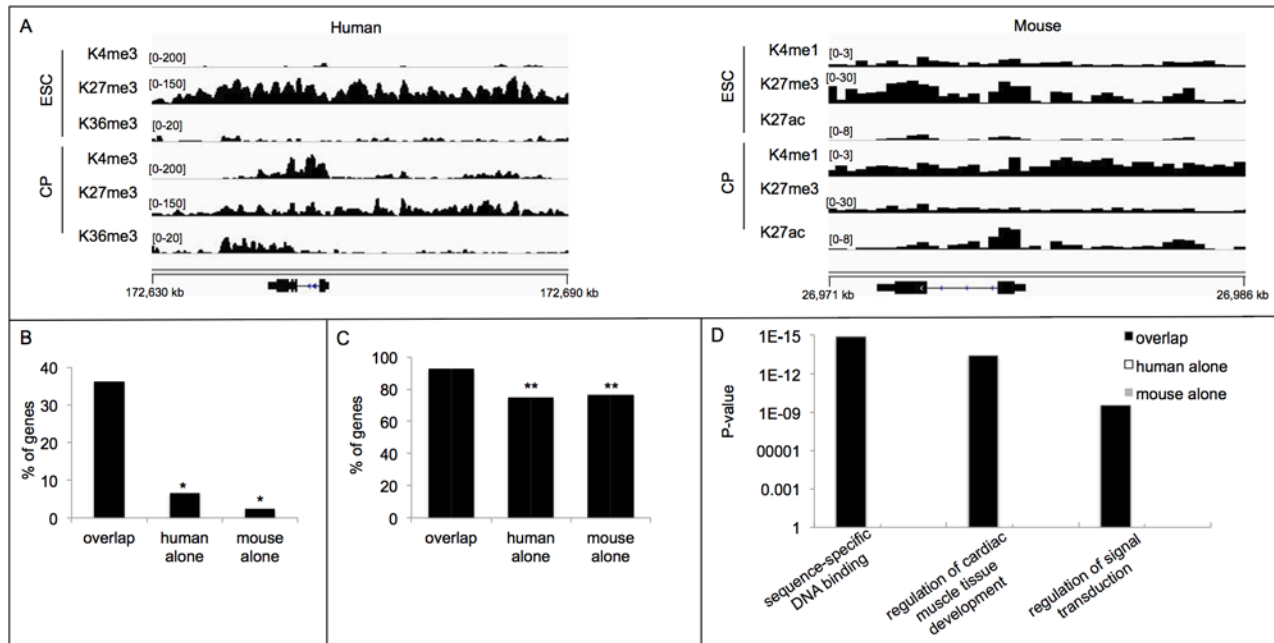 A
Human
Mouse
ESC
K4me3
[0-200]
K27me3
[0-150]
K36me3
[0-20]
CP
K4me3
[0-200]
K27me3
[0-150]
K36me3
[0-20]
172,630 kb
172,690 kb
ESC
K4me1
[0-3]
K27me3
[0-30]
K27ac
[0-8]
CP
K4me1
[0-3]
K27me3
[0-30]
K27ac
[0-8]
26,971 kb
26,986 kb
B
% of genes
40
30
20
10
0
*
*
overlap
human
alone
mouse
alone
C
% of genes
100
80
60
40
20
0
**
**
overlap
human
alone
mouse
alone
D
P-value
1E-15
1E-12
1E-09
00001
0.001
1
overlap
human alone
mouse alone
sequence-specific
DNA binding
regulation of cardiac
muscle tissue
development
regulation of signal
transduction